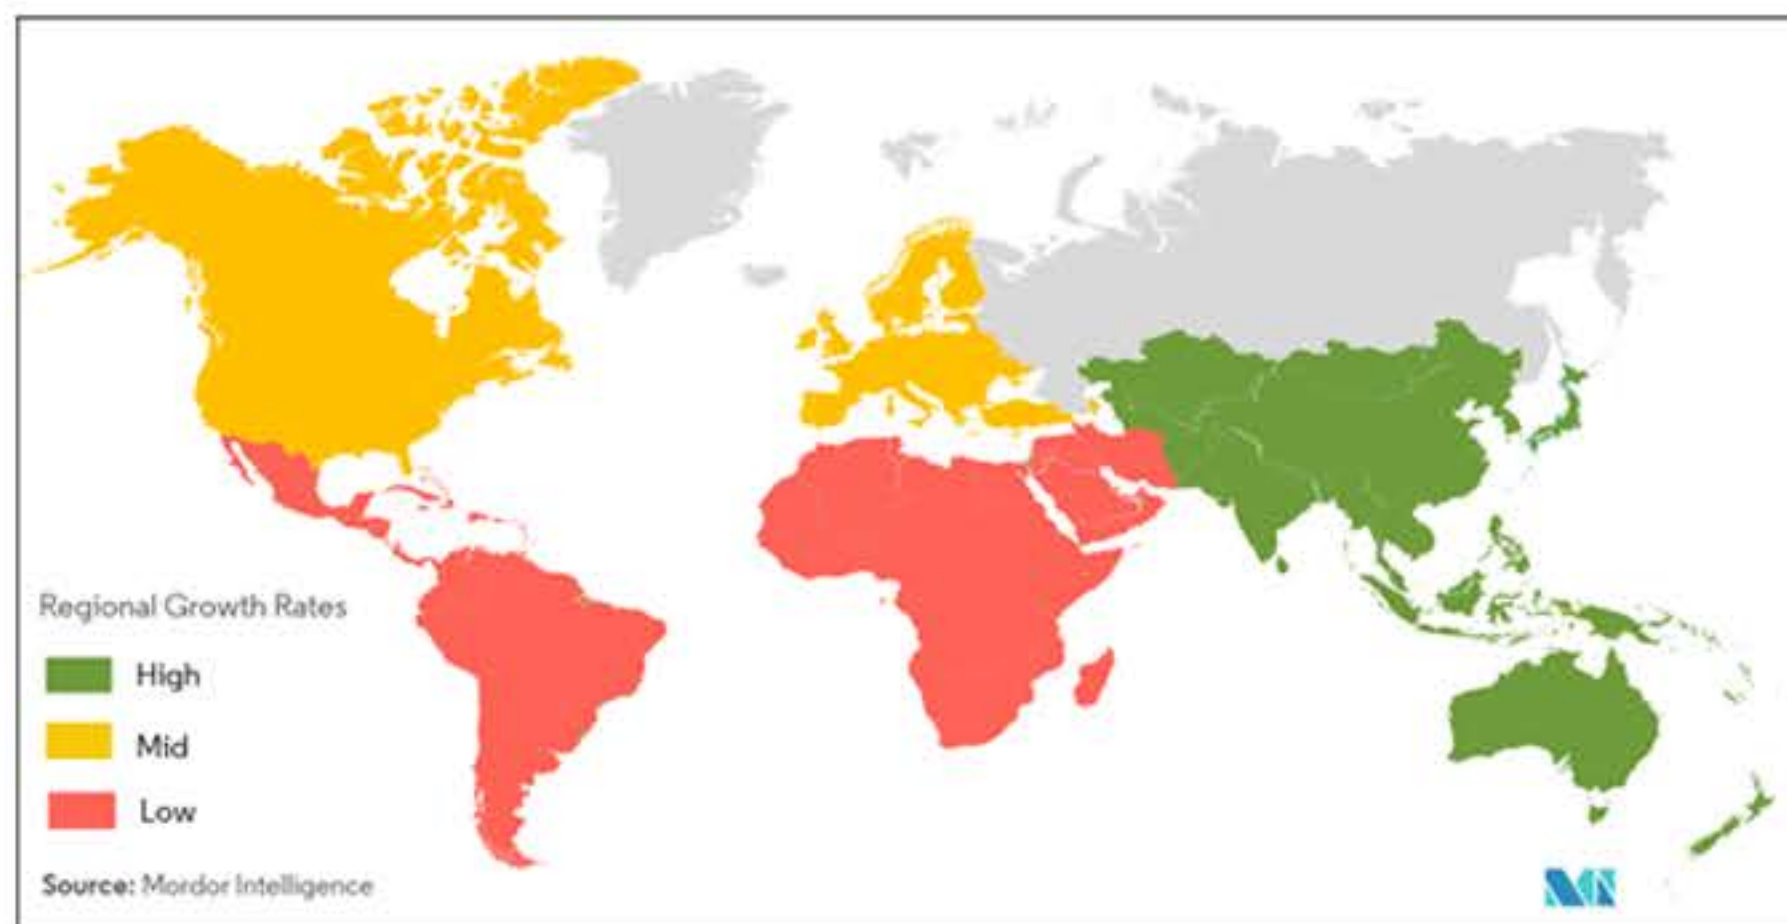 Regional Growth Rates
High
Mid
Low
Source: Mordor Intelligence